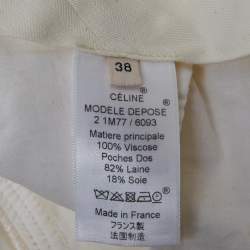 38
CÉLINE®
MODELE DEPOSE
2 1M77 / 6093
Matiere principale
100% Viscose
Poches Dos
82% Laine
18% Soie
Made in France
フランス製
法国制造